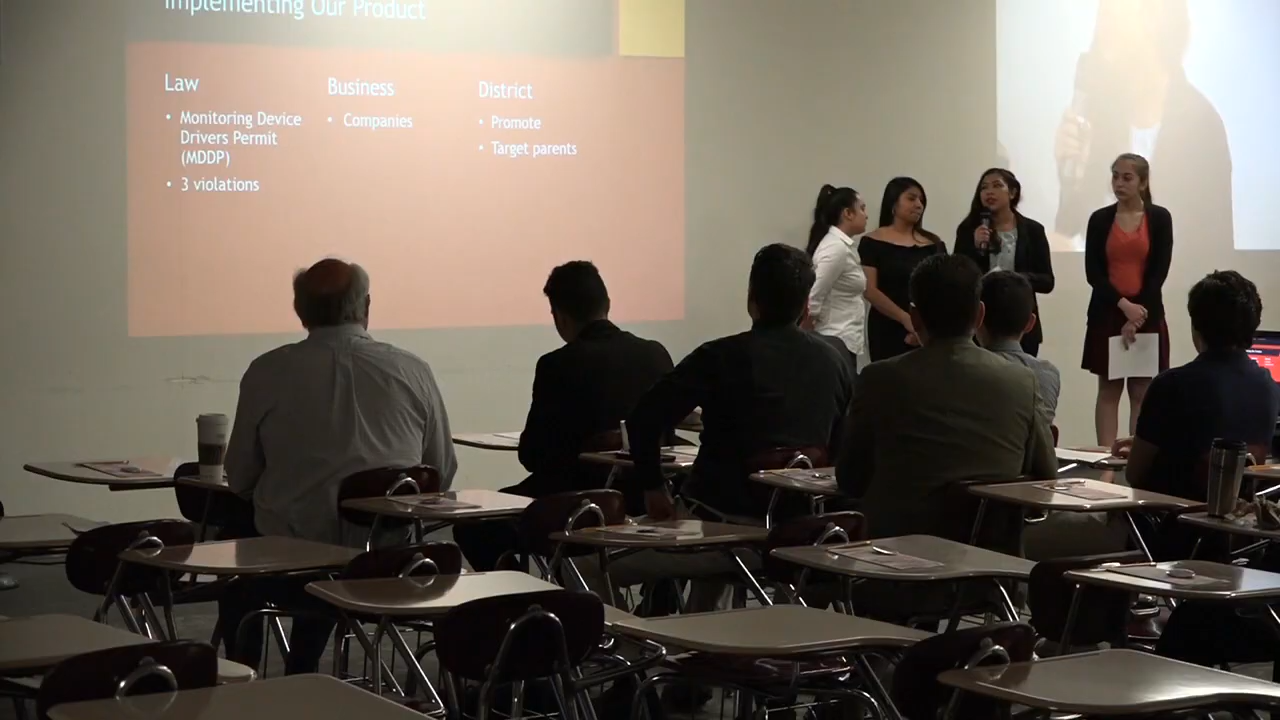 Implementing Our Product
Law
• Monitoring Device
Drivers Permit
(MDDP)
• 3 violations
Business
• Companies
District
• Promote
• Target parents